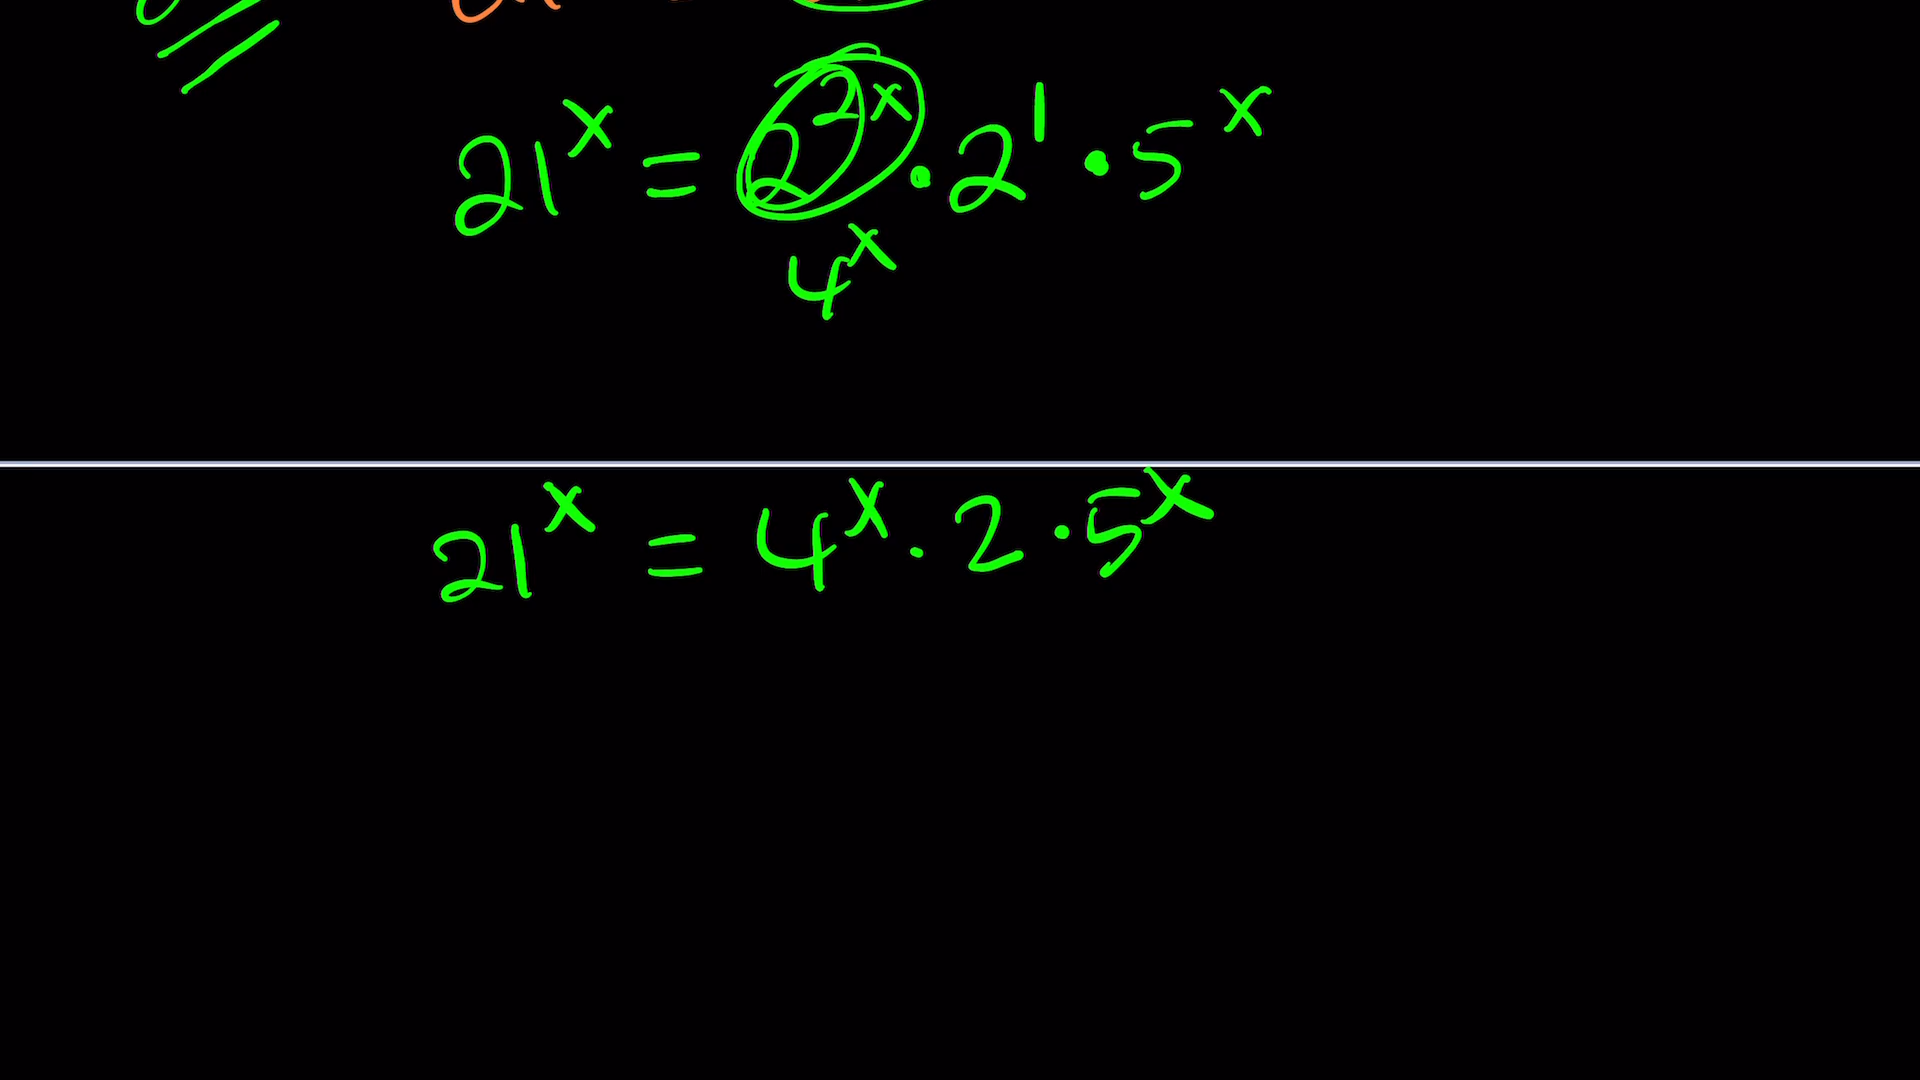 21^x = 2^2x · 2^1 · 5^x
4^x
21^x = 4^x · 2 · 5^x